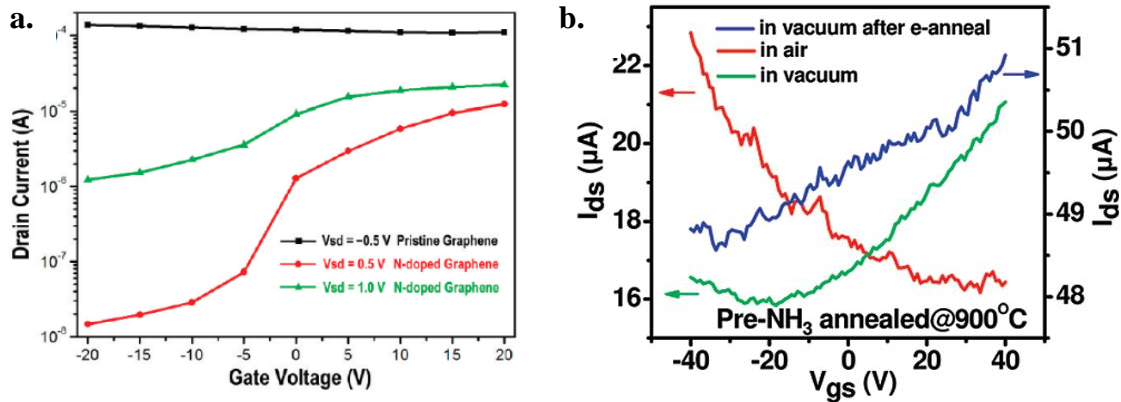 a.
10⁻⁴
10⁻⁵
10⁻⁶
10⁻⁷
10⁻⁸
Drain Current (A)
Vsd = −0.5 V Pristine Graphene
Vsd = 0.5 V N-doped Graphene
Vsd = 1.0 V N-doped Graphene
-20 -15 -10 -5 0 5 10 15 20
Gate Voltage (V)
b.
in vacuum after e-anneal
in air
in vacuum
22
20
18
16
Ids (μA)
51
50
49
48
Ids (μA)
Pre-NH₃ annealed@900°C
-40 -20 0 20 40
Vgs (V)